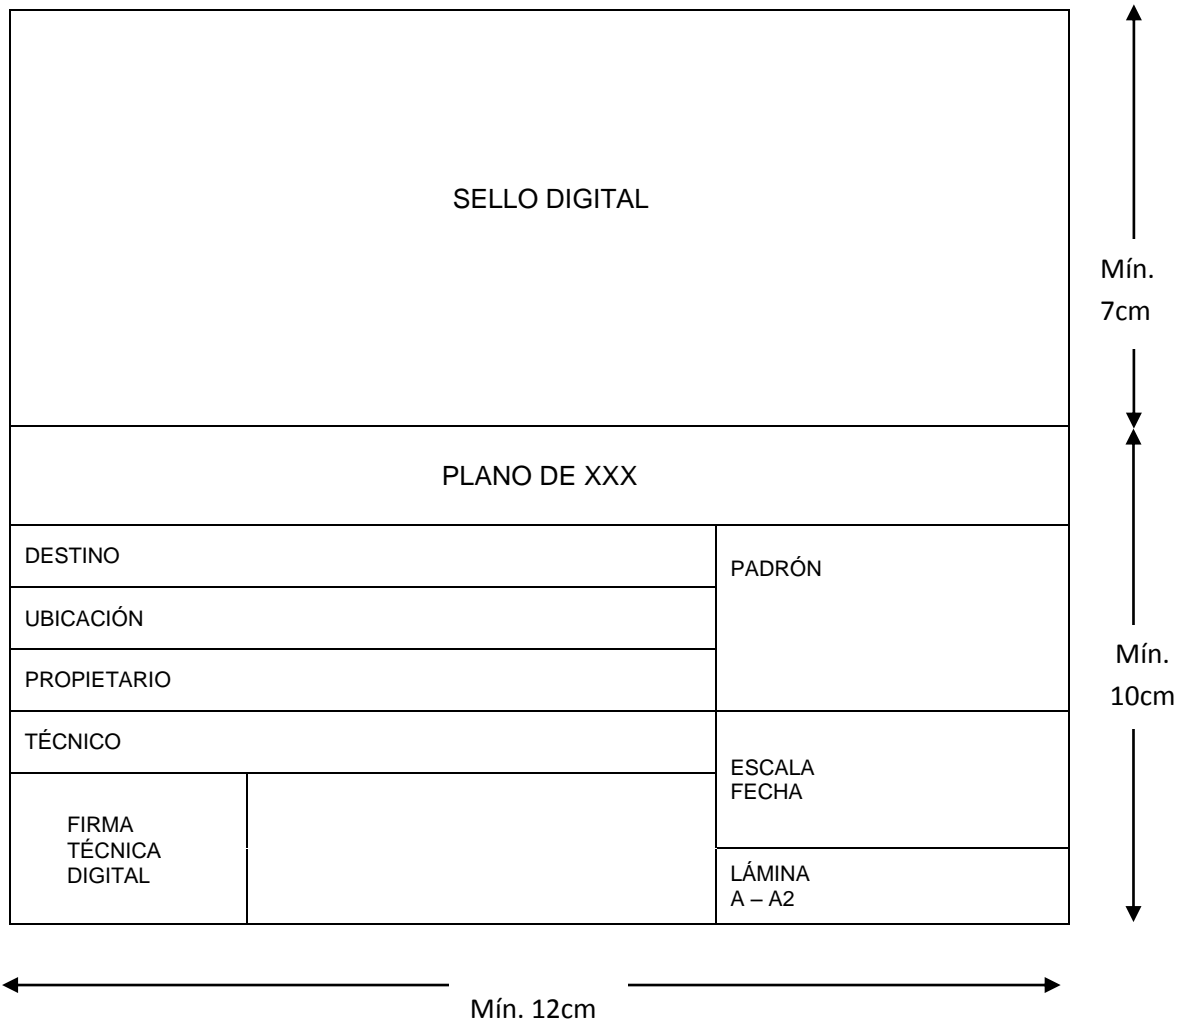 SELLO DIGITAL
Mín.
7cm
PLANO DE XXX
DESTINO
PADRÓN
UBICACIÓN
PROPIETARIO
Mín.
10cm
TÉCNICO
ESCALA
FECHA
FIRMA
TÉCNICA
DIGITAL
LÁMINA
A – A2
Mín. 12cm